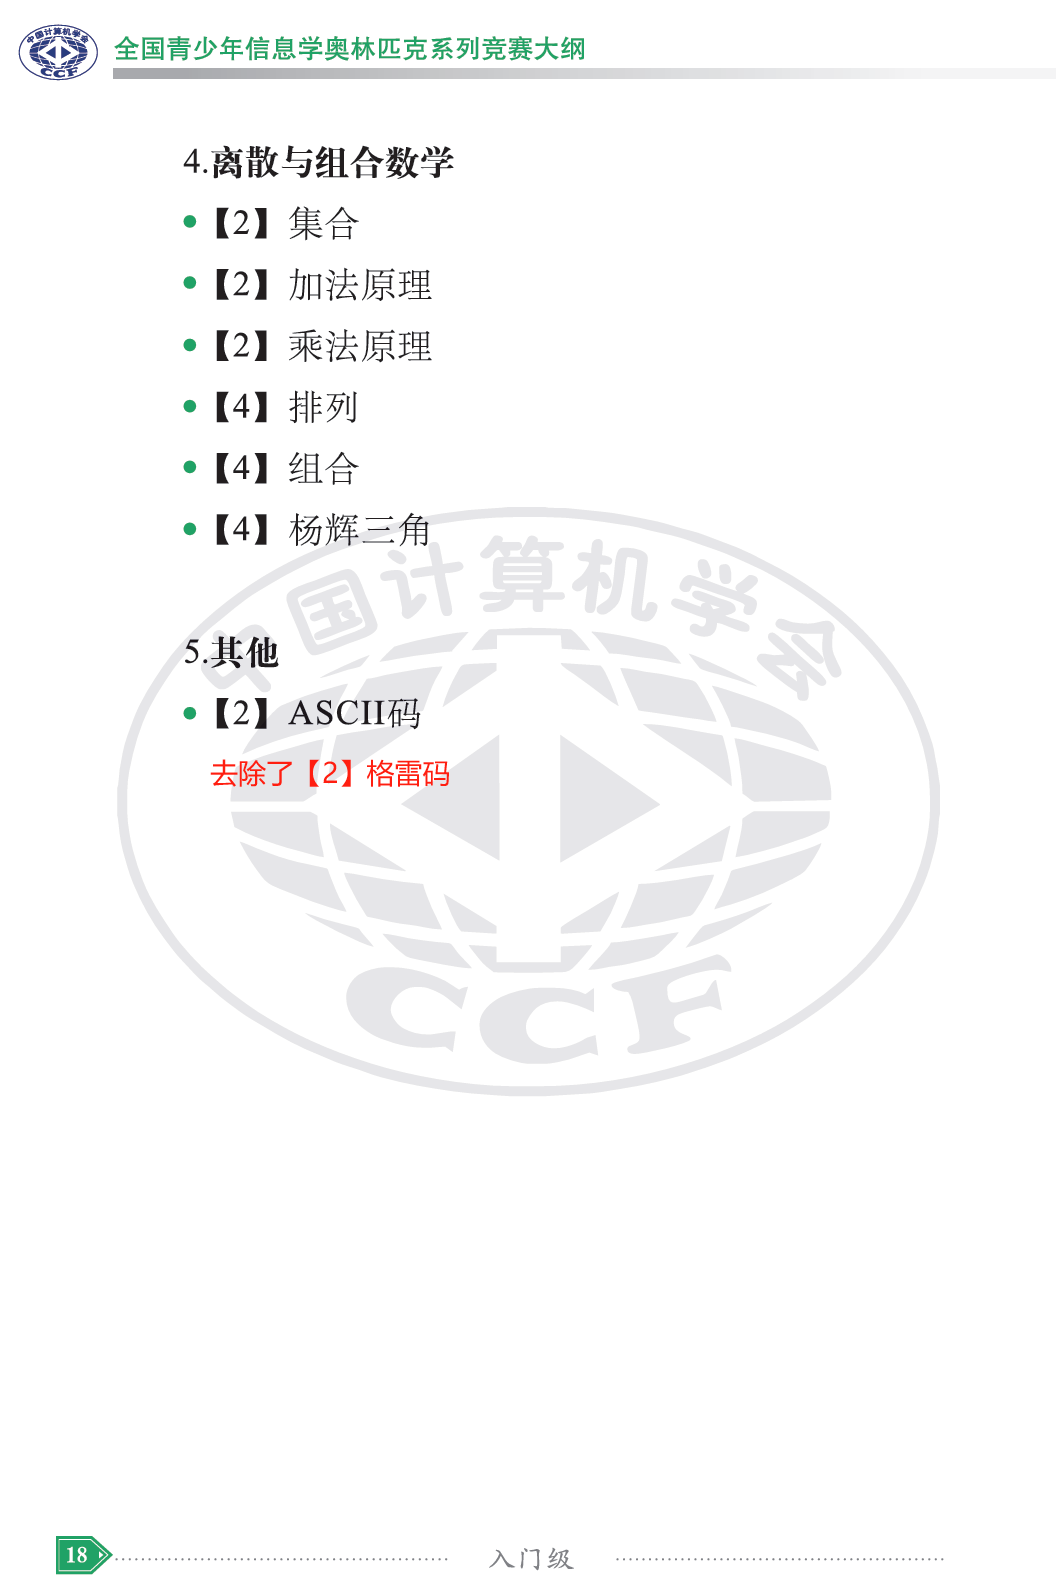 中国计算机学会
CCF
全国青少年信息学奥林匹克系列竞赛大纲
4.离散与组合数学
【2】集合
【2】加法原理
【2】乘法原理
【4】排列
【4】组合
【4】杨辉三角
中国计算机学会
5.其他
【2】ASCII码
去除了【2】格雷码
CCF
18
入门级